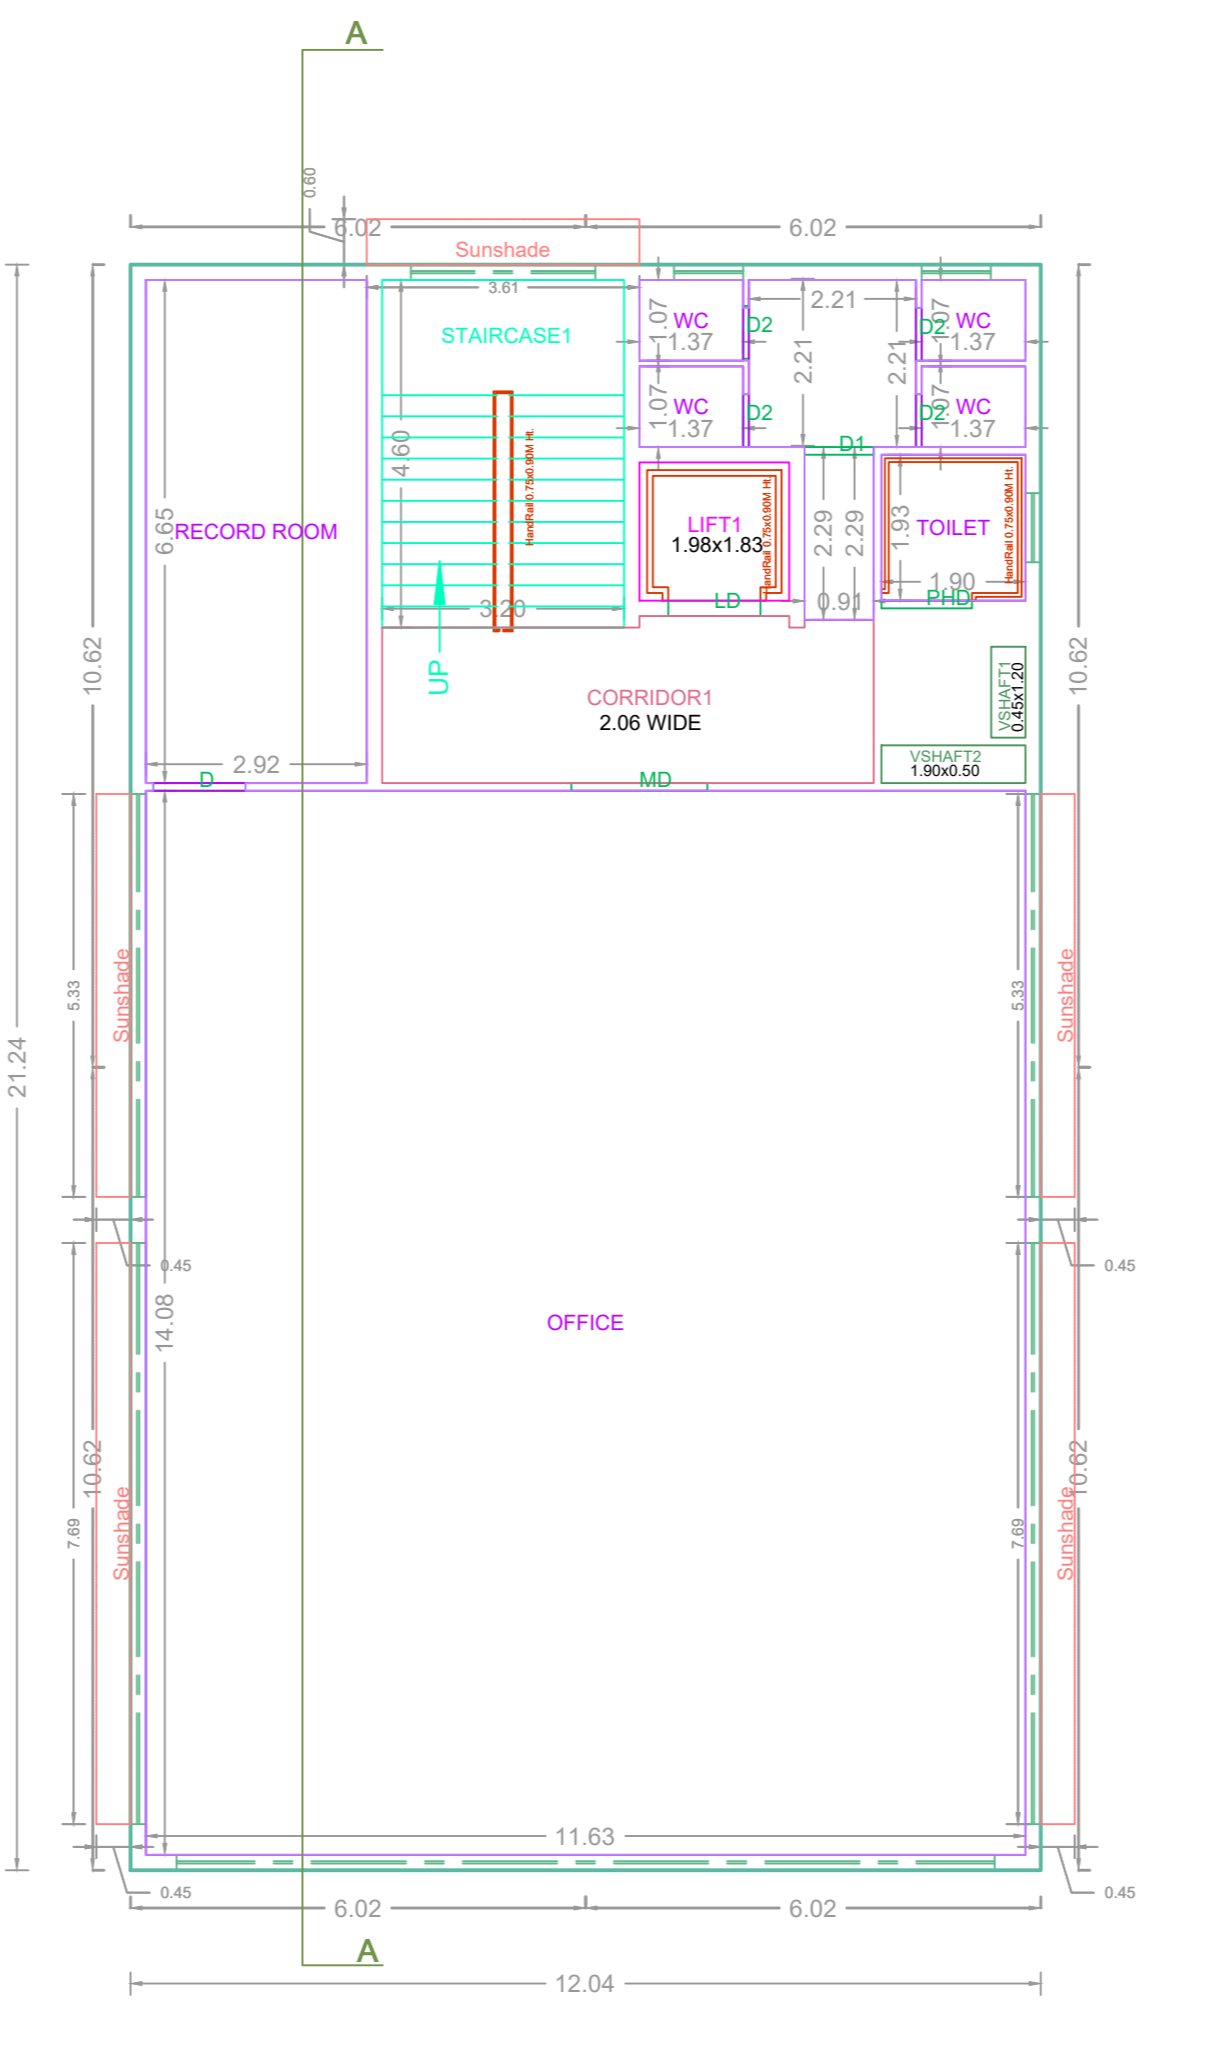 A
0.60
6.02
6.02
Sunshade
3.61
STAIRCASE1
1.07
WC
1.37
D2
2.21
2.21
2.21
D2
1.07
WC
1.37
1.07
WC
1.37
D2
D2
1.07
WC
1.37
D1
4.60
HandRail 0.75x0.90M Ht.
6.65
RECORD ROOM
LIFT1
1.98x1.83
HandRail 0.75x0.90M Ht.
2.29
2.29
1.93
TOILET
HandRail 0.75x0.90M Ht.
1.90
3.20
LD
0.91
PHD
UP
10.62
10.62
CORRIDOR1
2.06 WIDE
VSHAFT1
0.45x1.20
VSHAFT2
1.90x0.50
2.92
D
MD
5.33
Sunshade
5.33
Sunshade
21.24
0.45
0.45
14.08
OFFICE
10.62
10.62
7.69
Sunshade
7.69
Sunshade
11.63
0.45
0.45
6.02
6.02
A
12.04